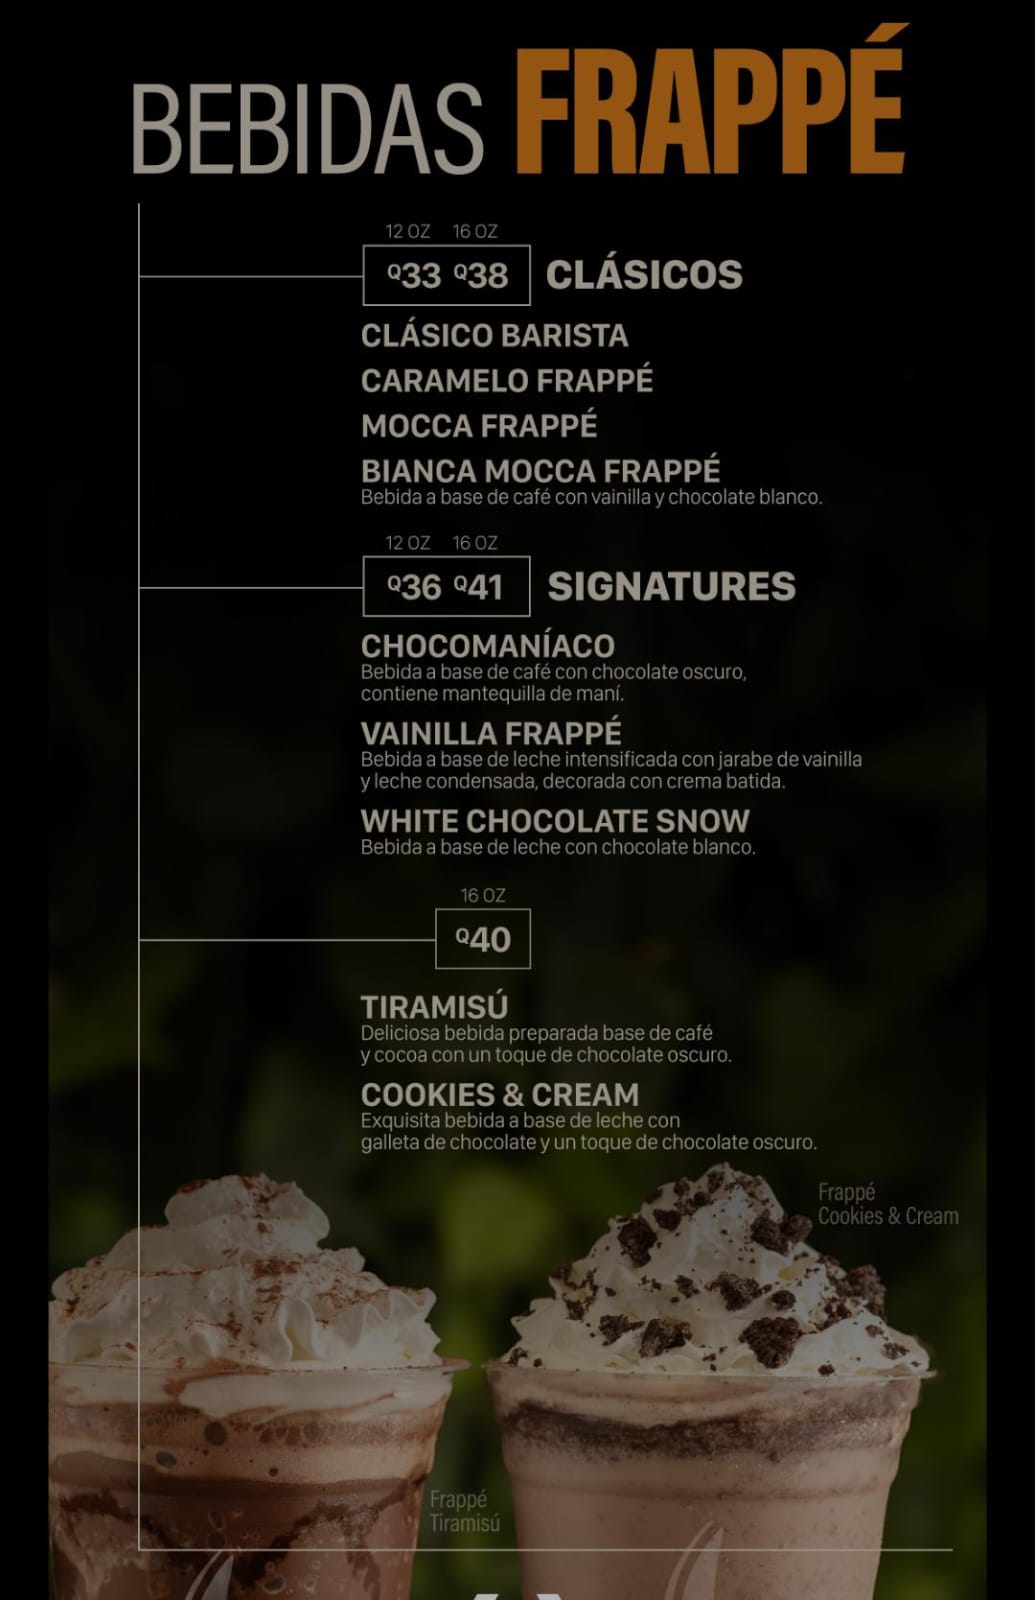 BEBIDAS FRAPPÉ
12 OZ 16 OZ
Q33 Q38 CLÁSICOS
CLÁSICO BARISTA
CARAMELO FRAPPÉ
MOCCA FRAPPÉ
BIANCA MOCCA FRAPPÉ
Bebida a base de café con vainilla y chocolate blanco.
12 OZ 16 OZ
Q36 Q41 SIGNATURES
CHOCOMANÍACO
Bebida a base de café con chocolate oscuro,
contiene mantequilla de maní.
VAINILLA FRAPPÉ
Bebida a base de leche intensificada con jarabe de vainilla
y leche condensada, decorada con crema batida.
WHITE CHOCOLATE SNOW
Bebida a base de leche con chocolate blanco.
16 OZ
Q40
TIRAMISÚ
Deliciosa bebida preparada base de café
y cocoa con un toque de chocolate oscuro.
COOKIES & CREAM
Exquisita bebida a base de leche con
galleta de chocolate y un toque de chocolate oscuro.
Frappé
Cookies & Cream
Frappé
Tiramisú